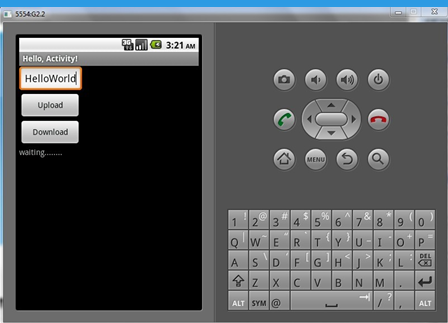 5554:G2.2
3G 3:21 AM
Hello, Activity!
HelloWorld
Upload
Download
waiting........
MENU
1 ! 2 @ 3 # 4 $ 5 % 6 ^ 7 & 8 * 9 ( 0 )
Q W ~ E " R ` T { Y } U _ I - O + P =
A S \ D ' F [ G ] H < J > K ; L : DEL
Z X C V B N M .
ALT SYM @ / ? , ALT